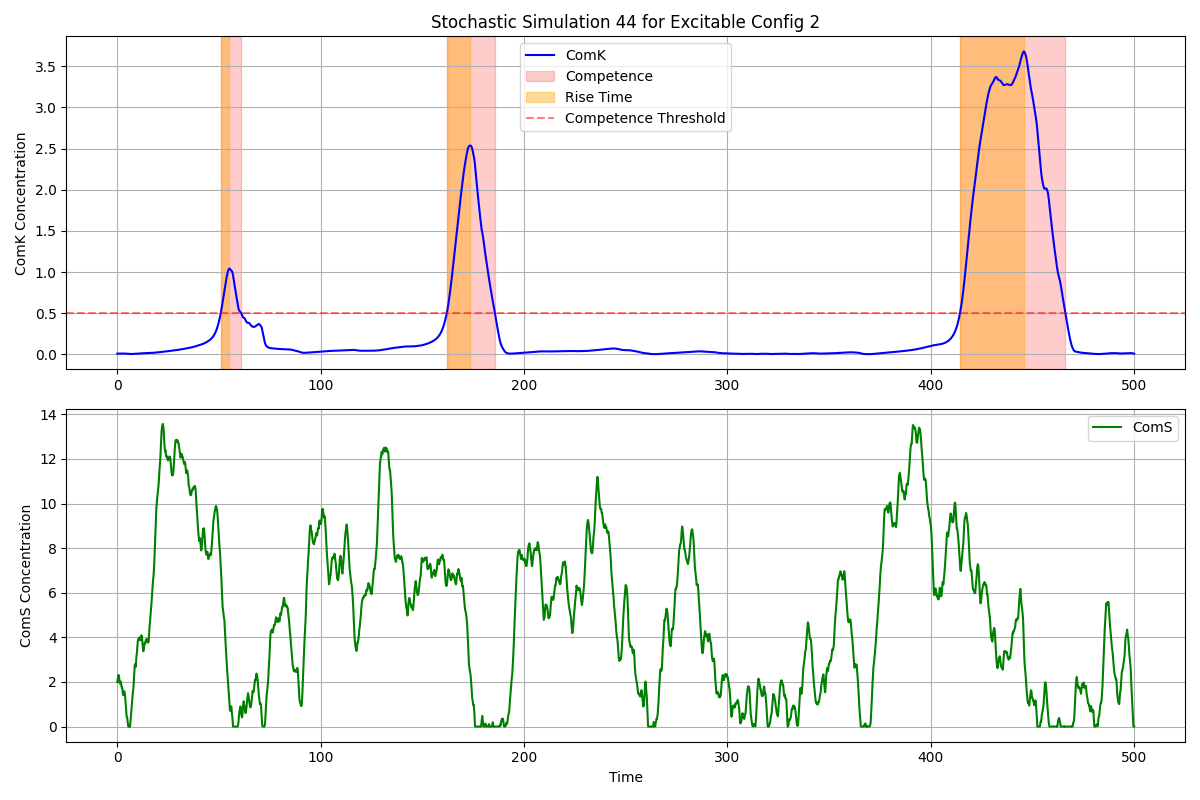 Stochastic Simulation 44 for Excitable Config 2
ComK Concentration
3.5
3.0
2.5
2.0
1.5
1.0
0.5
0.0
ComK
Competence
Rise Time
Competence Threshold
0 100 200 300 400 500
ComS Concentration
14
12
10
8
6
4
2
0
ComS
0 100 200 300 400 500
Time